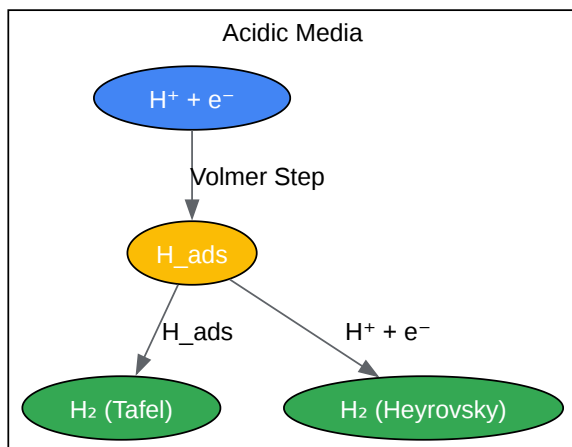 Acidic Media
H⁺ + e⁻
Volmer Step
H_ads
H_ads
H⁺ + e⁻
H₂ (Tafel)
H₂ (Heyrovsky)